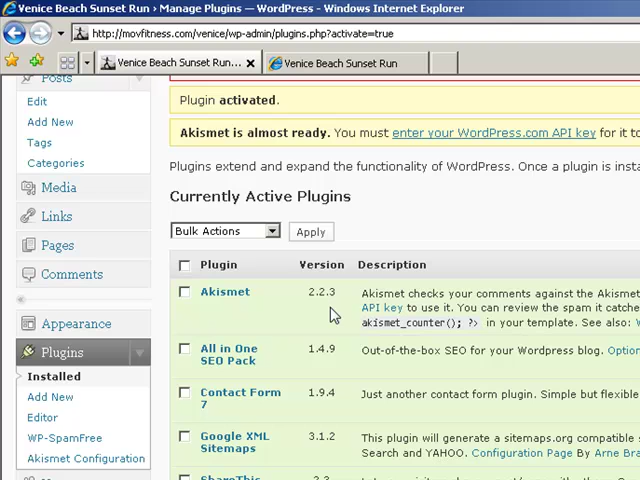 Venice Beach Sunset Run › Manage Plugins — WordPress - Windows Internet Explorer
http://movfitness.com/venice/wp-admin/plugins.php?activate=true
Venice Beach Sunset Run... Venice Beach Sunset Run
Posts
Edit
Add New
Tags
Categories
Media
Links
Pages
Comments
Appearance
Plugins
Installed
Add New
Editor
WP-SpamFree
Akismet Configuration
Plugin activated.
Akismet is almost ready. You must enter your WordPress.com API key for it to
Plugins extend and expand the functionality of WordPress. Once a plugin is
Currently Active Plugins
Bulk Actions Apply
Plugin Version Description
Akismet 2.2.3 Akismet checks your comments against the Akismet
API key to use it. You can review the spam it
akismet_counter(); ?> in your template. See also:
All in One 1.4.9 Out-of-the-box SEO for your Wordpress blog.
SEO Pack
Contact Form 1.9.4 Just another contact form plugin. Simple but flexible
7
Google XML 3.1.2 This plugin will generate a sitemaps.org compatible
Sitemaps Search and YAHOO. Configuration Page By Arne
ShareThis